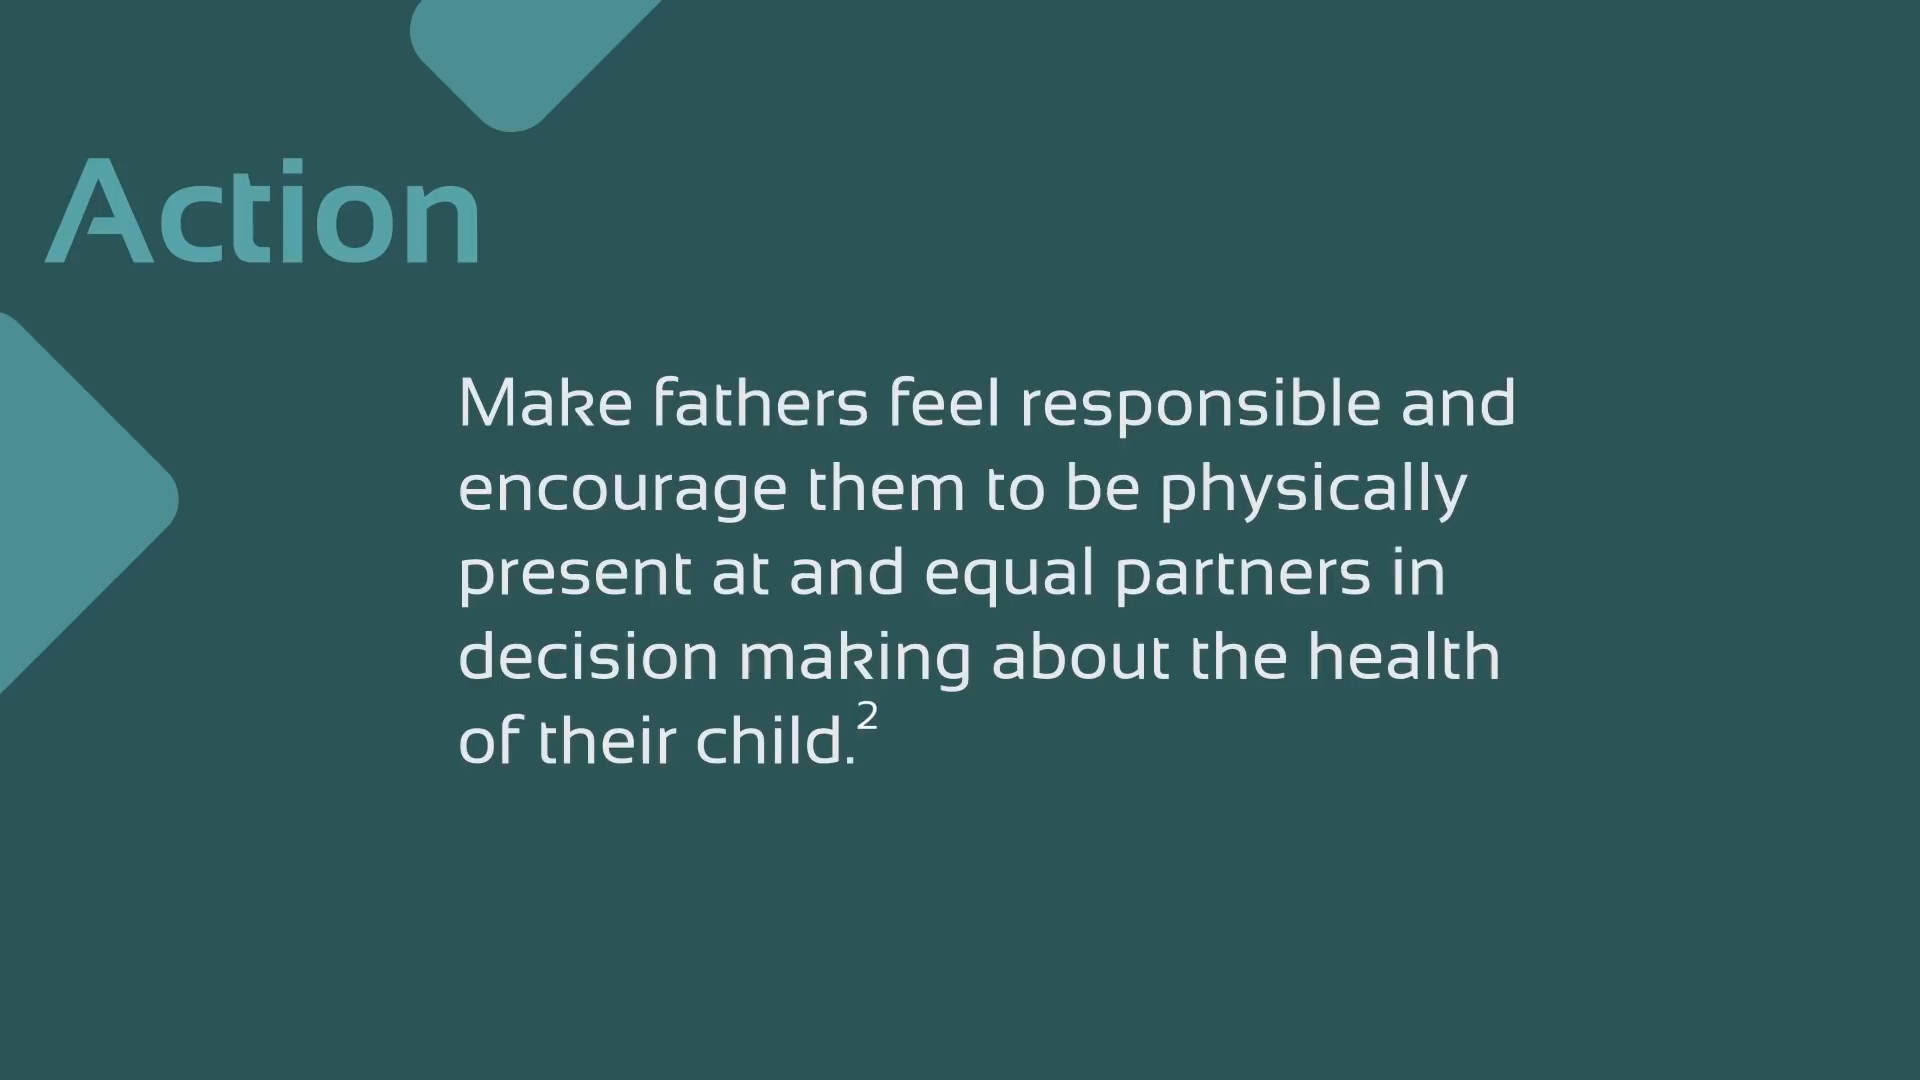 Action
Make fathers feel responsible and
encourage them to be physically
present at and equal partners in
decision making about the health
of their child.²